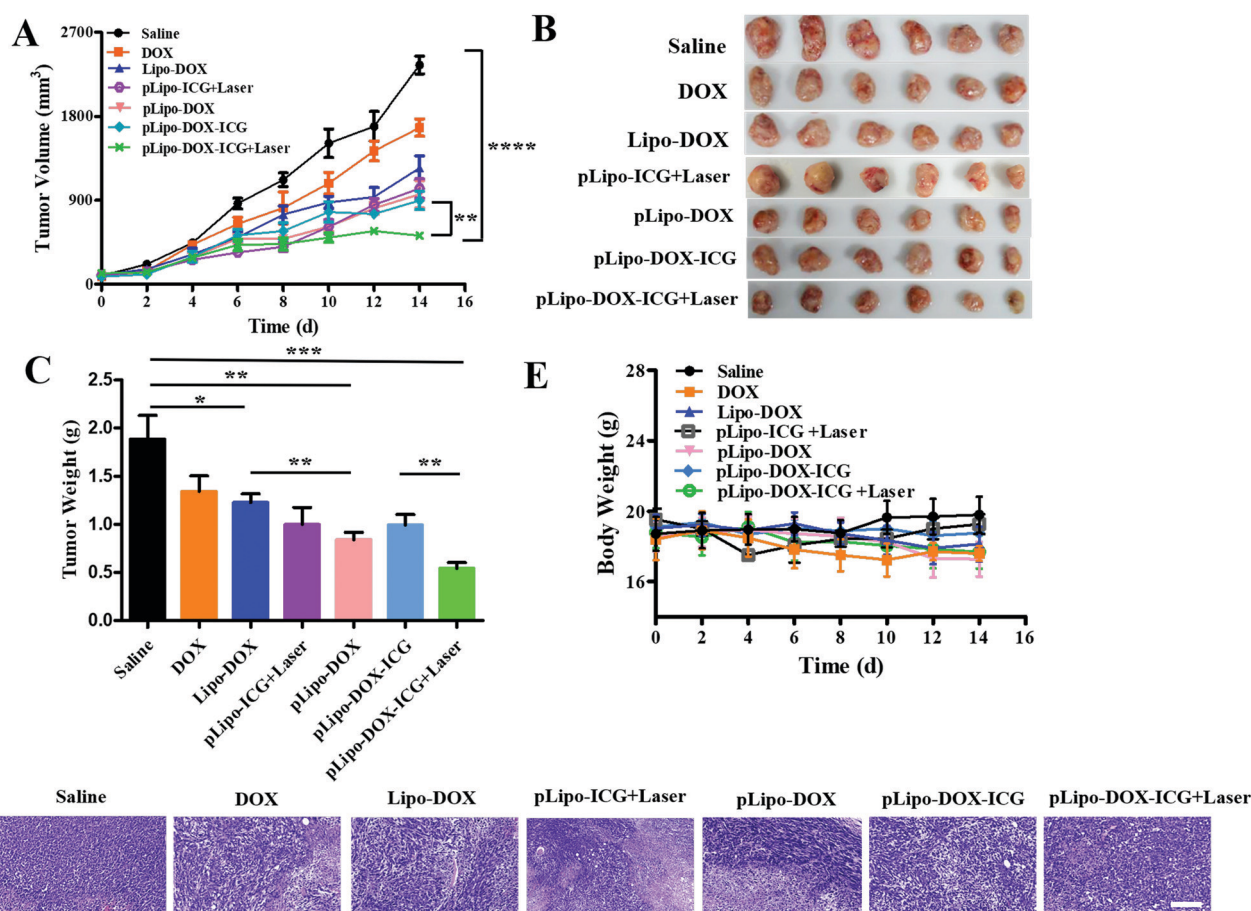 A
Tumor Volume (mm³)
2700
1800
900
0
0 2 4 6 8 10 12 14 16
Time (d)
Saline
DOX
Lipo-DOX
pLipo-ICG+Laser
pLipo-DOX
pLipo-DOX-ICG
pLipo-DOX-ICG+Laser
****
**
B
Saline
DOX
Lipo-DOX
pLipo-ICG+Laser
pLipo-DOX
pLipo-DOX-ICG
pLipo-DOX-ICG+Laser
C
Tumor Weight (g)
2.5
2.0
1.5
1.0
0.5
0.0
***
**
*
**
**
Saline
DOX
Lipo-DOX
pLipo-ICG+Laser
pLipo-DOX
pLipo-DOX-ICG
pLipo-DOX-ICG+Laser
E
Body Weight (g)
28
24
20
16
0 2 4 6 8 10 12 14 16
Time (d)
Saline
DOX
Lipo-DOX
pLipo-ICG +Laser
pLipo-DOX
pLipo-DOX-ICG
pLipo-DOX-ICG +Laser
Saline DOX Lipo-DOX pLipo-ICG+Laser pLipo-DOX pLipo-DOX-ICG pLipo-DOX-ICG+Laser